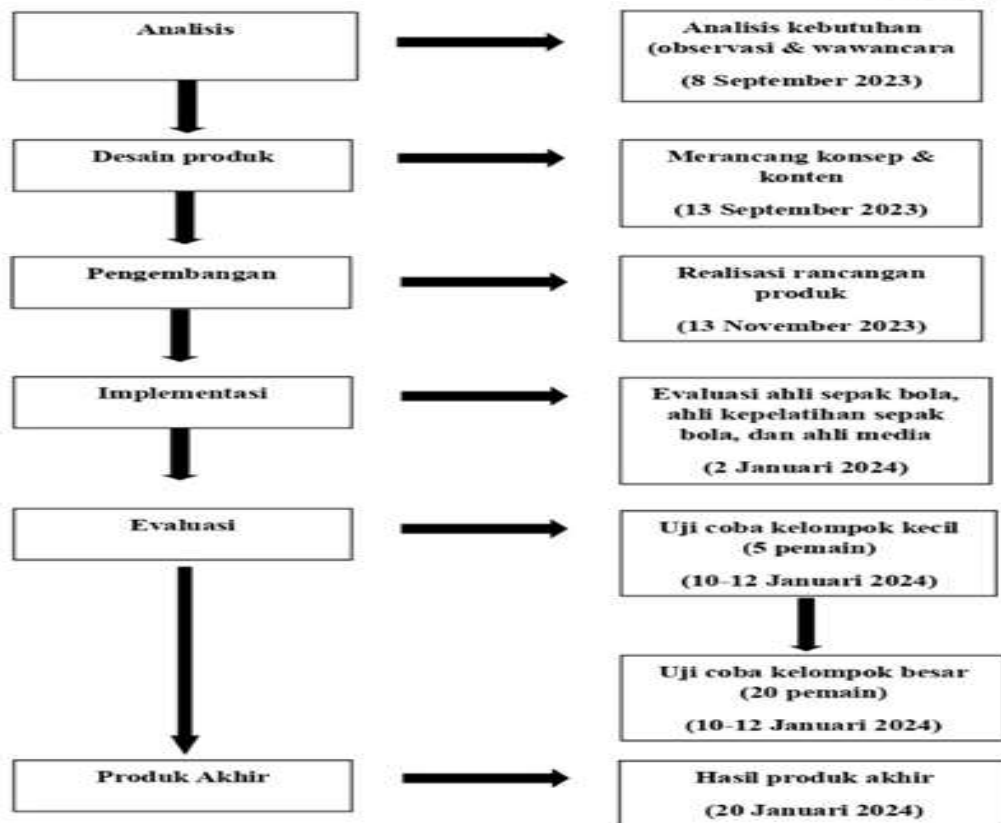 Analisis
Analisis kebutuhan
(observasi & wawancara
(8 September 2023)
Desain produk
Merancang konsep &
konten
(13 September 2023)
Pengembangan
Realisasi rancangan
produk
(13 November 2023)
Implementasi
Evaluasi ahli sepak bola,
ahli kepelatihan sepak
bola, dan ahli media
(2 Januari 2024)
Evaluasi
Uji coba kelompok kecil
(5 pemain)
(10-12 Januari 2024)
Uji coba kelompok besar
(20 pemain)
(10-12 Januari 2024)
Produk Akhir
Hasil produk akhir
(20 Januari 2024)